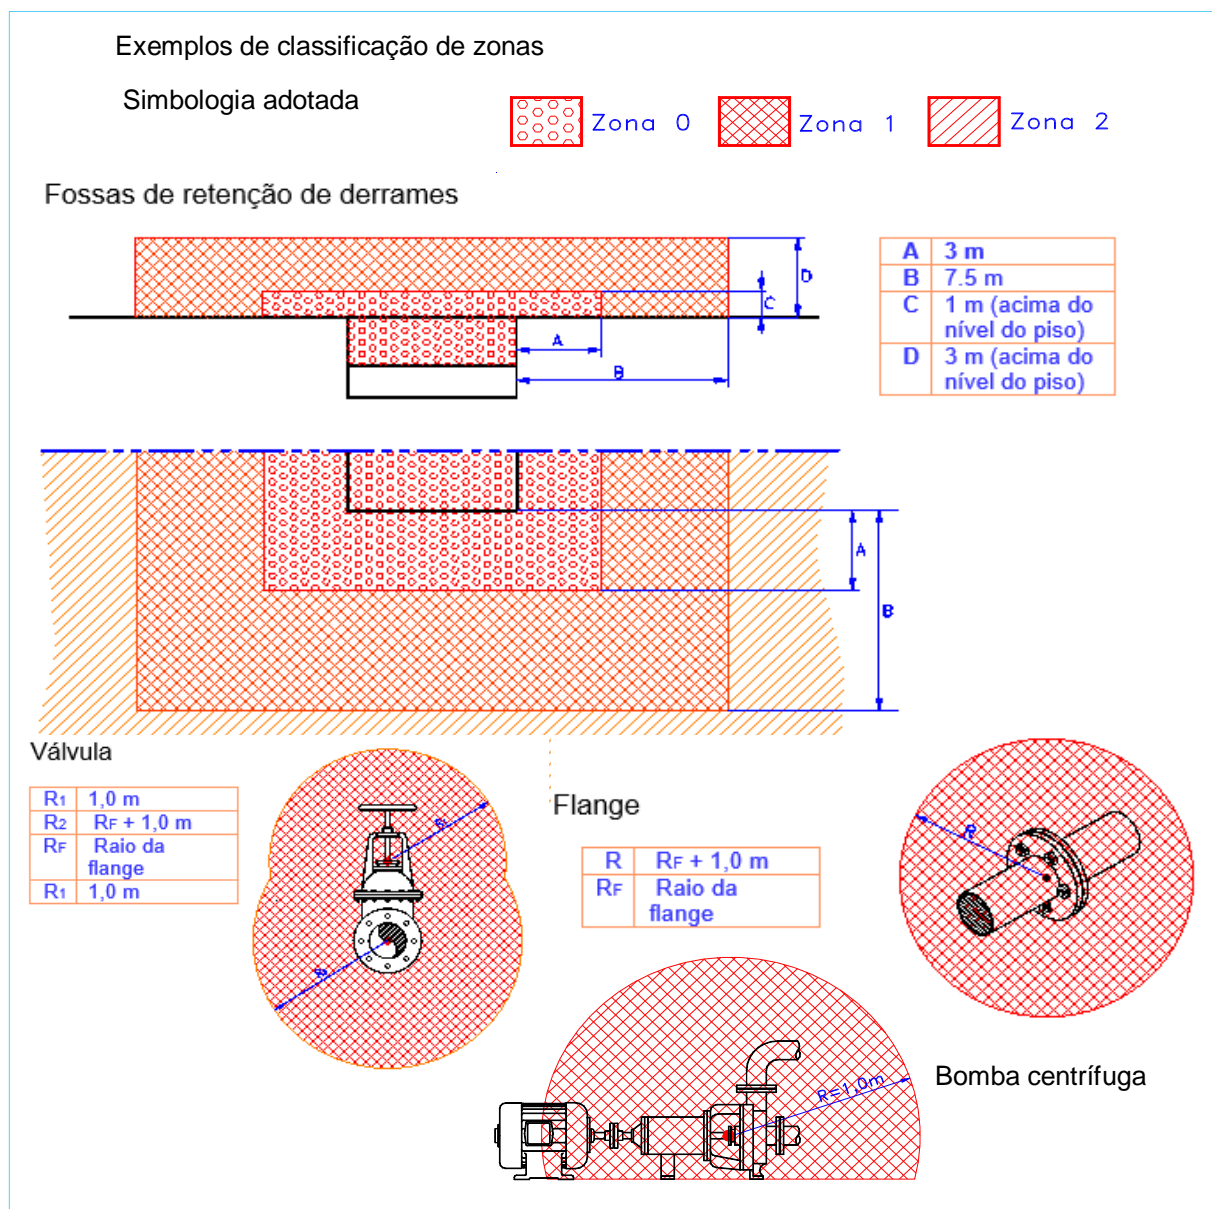 Exemplos de classificação de zonas
Simbologia adotada
Zona 0
Zona 1
Zona 2
Fossas de retenção de derrames
D
C
A
B
A 3 m
B 7.5 m
C 1 m (acima do
nível do piso)
D 3 m (acima do
nível do piso)
A
B
Válvula
R1 1,0 m
R2 RF + 1,0 m
RF Raio da
flange
R1 1,0 m
Flange
R RF + 1,0 m
RF Raio da
flange
R
R=1,0m
Bomba centrífuga